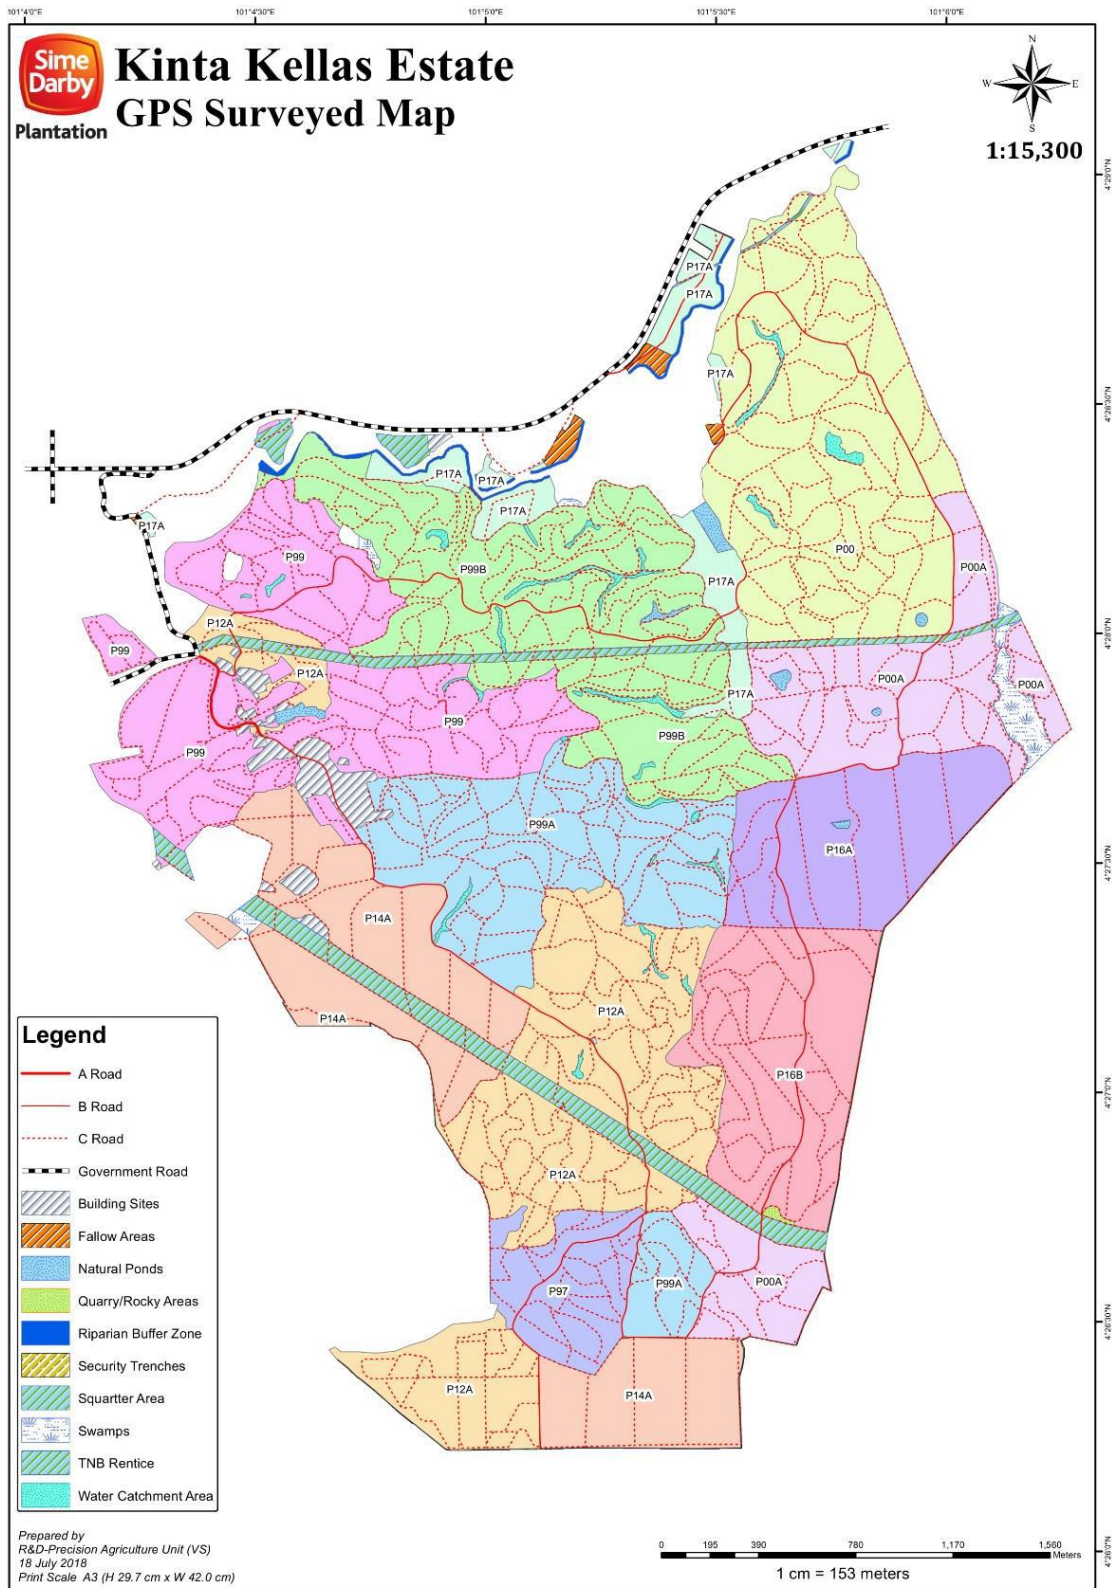 101°4'0"E
101°4'30"E
101°5'0"E
101°5'30"E
101°6'0"E
Sime
Darby
Plantation
Kinta Kellas Estate
GPS Surveyed Map
N
W
E
S
1:15,300
4°29'0"N
4°28'30"N
4°28'0"N
4°27'30"N
4°27'0"N
4°26'30"N
4°26'0"N
P17A
P17A
P17A
P17A
P17A
P17A
P17A
P00
P99
P99B
P00A
P17A
P12A
P99
P12A
P00A
P00A
P17A
P99
P99B
P99
P99A
P16A
P14A
P12A
P14A
P16B
P12A
P97
P99A
P00A
P12A
P14A
Legend
A Road
B Road
C Road
Government Road
Building Sites
Fallow Areas
Natural Ponds
Quarry/Rocky Areas
Riparian Buffer Zone
Security Trenches
Squartter Area
Swamps
TNB Rentice
Water Catchment Area
Prepared by
R&D-Precision Agriculture Unit (VS)
18 July 2018
Print Scale A3 (H 29.7 cm x W 42.0 cm)
0 195 390 780 1,170 1,560
Meters
1 cm = 153 meters